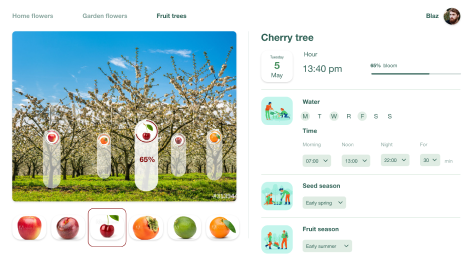 Home flowers
Garden flowers
Fruit trees
Blaz
65%
Cherry tree
Tuesday
5
May
Hour
13:40 pm
65% bloom
Water
M T W R F S S
Time
Morning Noon Night For
07:00 13:00 22:00 30 min
Seed season
Early spring
Fruit season
Early summer